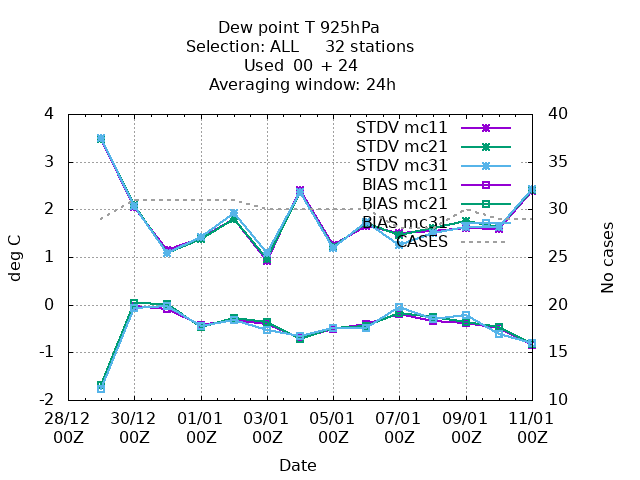 Dew point T 925hPa
Selection: ALL 32 stations
Used 00 + 24
Averaging window: 24h
4 40
STDV mc11
STDV mc21
3 35
STDV mc31
BIAS mc11
BIAS mc21
2 30
BIAS mc31
CASES
deg C
No cases
1 25
0 20
-1 15
-2 10
28/12 30/12 01/01 03/01 05/01 07/01 09/01 11/01
00Z 00Z 00Z 00Z 00Z 00Z 00Z 00Z
Date